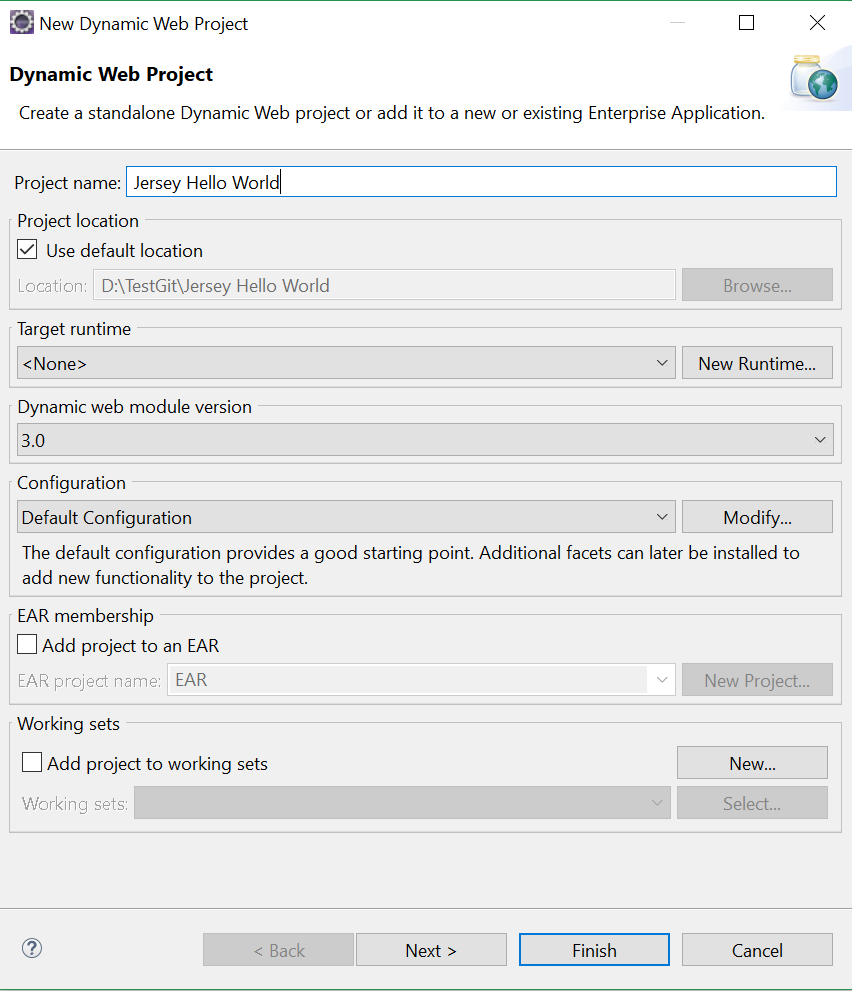 New Dynamic Web Project
Dynamic Web Project
Create a standalone Dynamic Web project or add it to a new or existing Enterprise Application.
Project name: Jersey Hello World
Project location
Use default location
Location: D:\TestGit\Jersey Hello World Browse...
Target runtime
<None> New Runtime...
Dynamic web module version
3.0
Configuration
Default Configuration Modify...
The default configuration provides a good starting point. Additional facets can later be installed to
add new functionality to the project.
EAR membership
Add project to an EAR
EAR project name: EAR New Project...
Working sets
Add project to working sets New...
Working sets: Select...
? < Back Next > Finish Cancel